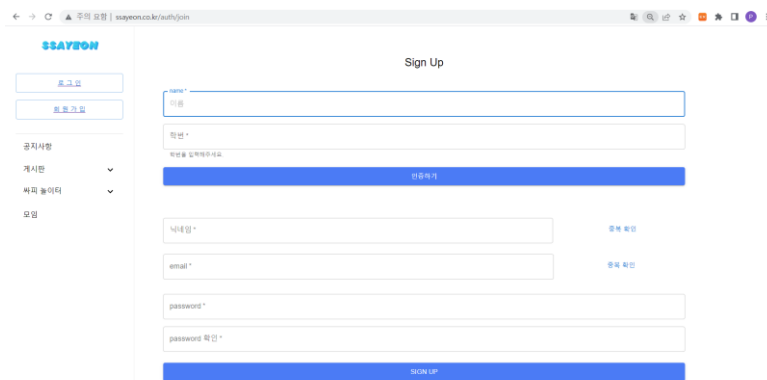 주의 요함 | ssayeon.co.kr/auth/join
SSAYEON
로그인
회원가입
공지사항
게시판
싸피 놀이터
모임
Sign Up
name *
이름
학번 *
학번을 입력해주세요
인증하기
닉네임 *
중복 확인
email *
중복 확인
password *
password 확인 *
SIGN UP